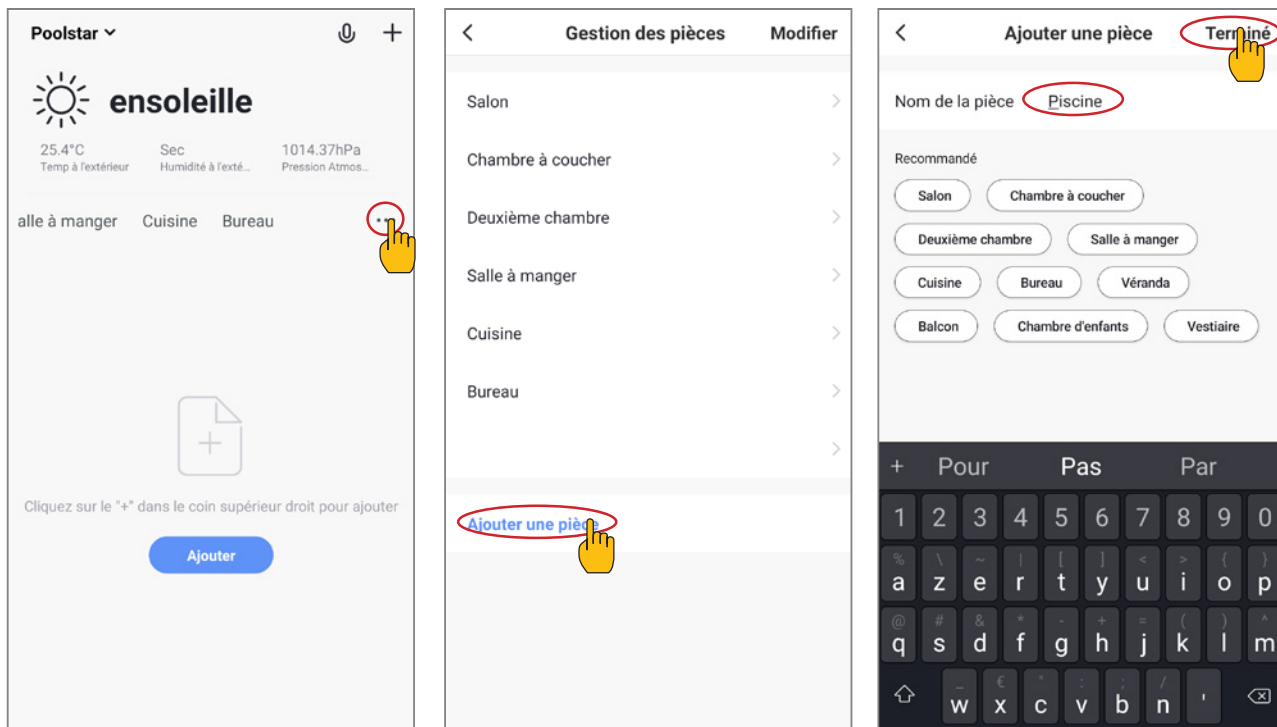 Poolstar
ensoleille
25.4°C Sec 1014.37hPa
Temp à l'extérieur Humidité à l'exté... Pression Atmos...
alle à manger Cuisine Bureau ...
Cliquez sur le "+" dans le coin supérieur droit pour ajouter
Ajouter
Gestion des pièces Modifier
Salon
Chambre à coucher
Deuxième chambre
Salle à manger
Cuisine
Bureau
Ajouter une pièce
Ajouter une pièce Terminé
Nom de la pièce Piscine
Recommandé
Salon Chambre à coucher
Deuxième chambre Salle à manger
Cuisine Bureau Véranda
Balcon Chambre d'enfants Vestiaire
+ Pour Pas Par
1 2 3 4 5 6 7 8 9 0
% \ ~ | [ ] < > { }
a z e r t y u i o p
@ # & * - + = ( ) ^
q s d f g h j k l m
_ € " : ; /
w x c v b n '